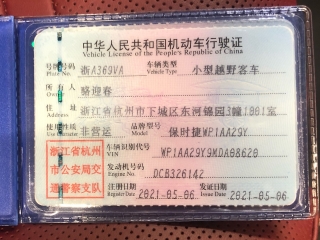 中华人民共和国机动车行驶证
Vehicle License of the People's Republic of China
号牌号码 浙A369VA 车辆类型 小型越野客车
Plate No. Vehicle Type
所有人 骆迎春
Owner
住址 浙江省杭州市下城区东河锦园3幢1801室
Address
使用性质 非营运 品牌型号 保时捷WP1AA29Y
Use Character Model
浙江省杭州
市公安局交
通警察支队
车辆识别代号 WP1AA29Y9MDA08620
VIN
发动机号码 DCB326142
Engine No.
注册日期 2021-05-06 发证日期 2021-05-06
Register Date Issue Date